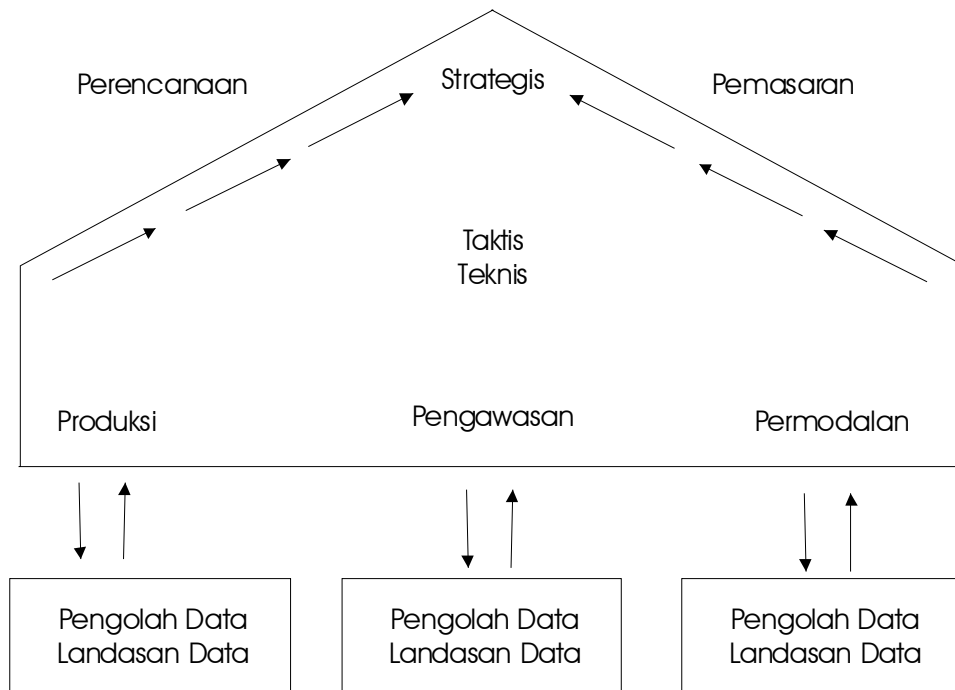 Perencanaan
Strategis
Pemasaran
Taktis
Teknis
Produksi
Pengawasan
Permodalan
Pengolah Data
Landasan Data
Pengolah Data
Landasan Data
Pengolah Data
Landasan Data